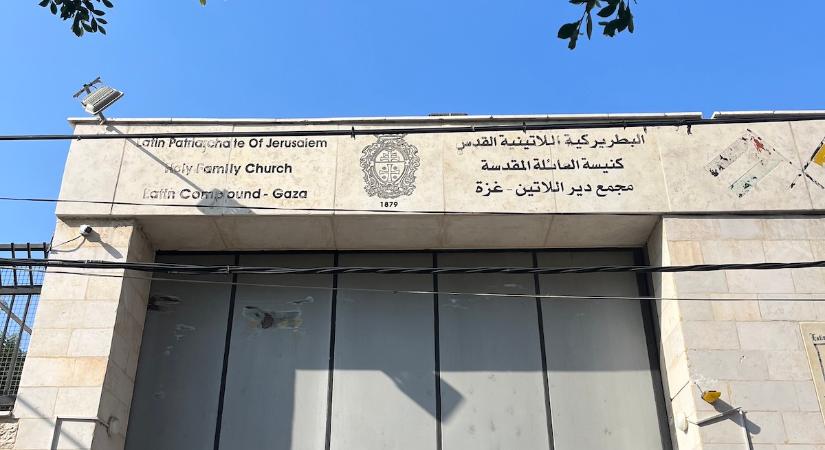 Latin Patriarchate Of Jerusalem
Holy Family Church
Latin Compound - Gaza
1879
البطريركية اللاتينية القدس
كنيسة العائلة المقدسة
مجمع دير اللاتين - غزة